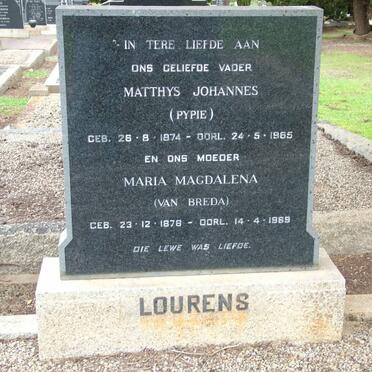 IN TERE LIEFDE AAN
ONS GELIEFDE VADER
MATTHYS JOHANNES
(PYPIE)
GEB. 26·8·1874 - OORL. 24·5·1965
EN ONS MOEDER
MARIA MAGDALENA
(VAN BREDA)
GEB. 23·12·1878 - OORL. 14·4·1969
DIE LEWE WAS LIEFDE.
LOURENS